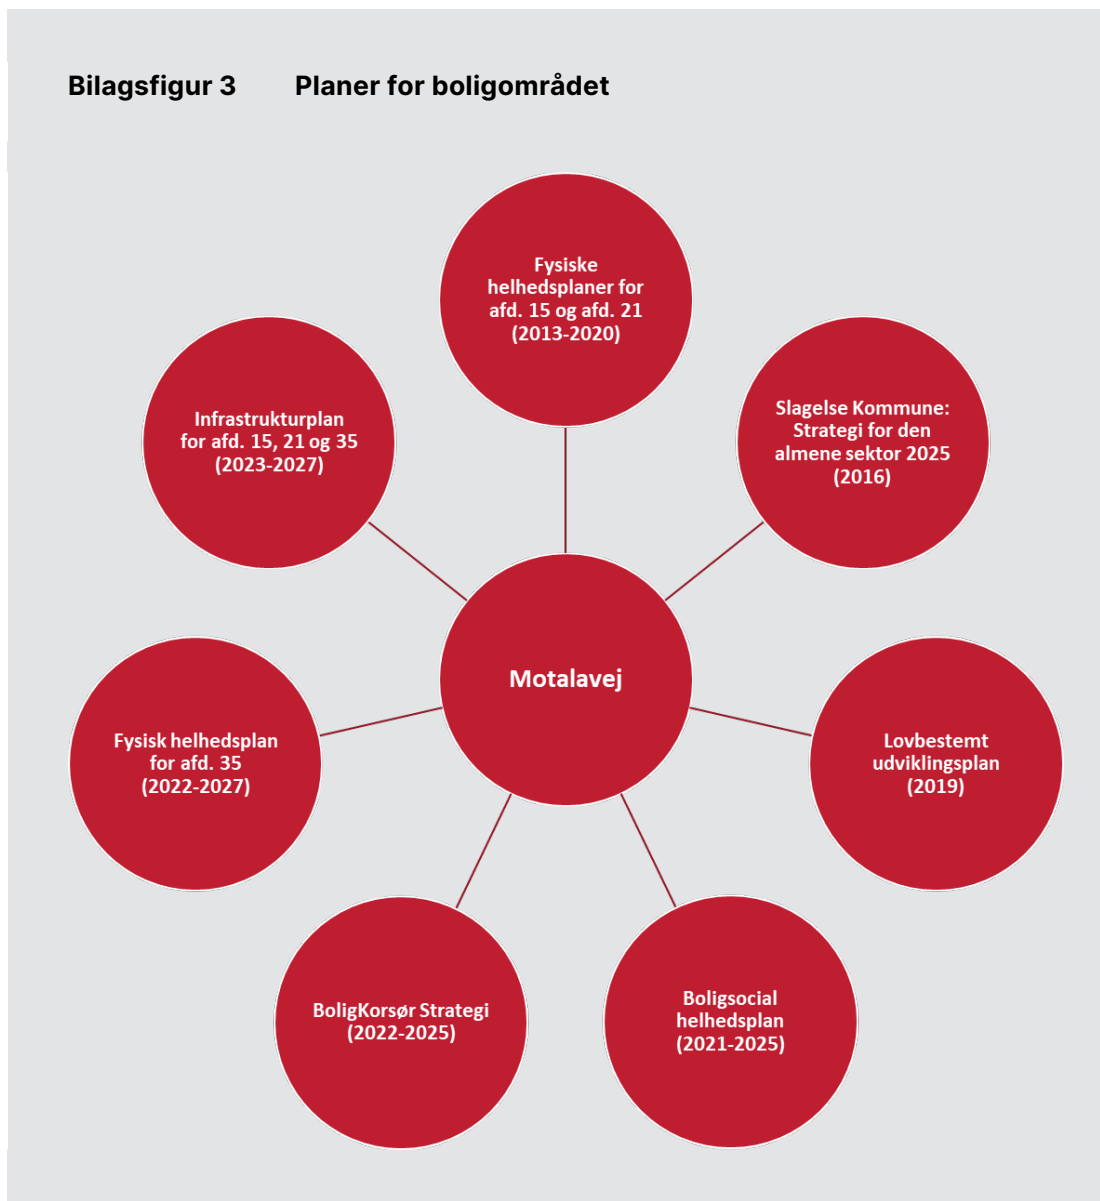 Bilagsfigur 3 Planer for boligområdet
Fysiske
helhedsplaner for
afd. 15 og afd. 21
(2013-2020)
Slagelse Kommune:
Strategi for den
almene sektor 2025
(2016)
Lovbestemt
udviklingsplan
(2019)
Boligsocial
helhedsplan
(2021-2025)
BoligKorsør Strategi
(2022-2025)
Fysisk helhedsplan
for afd. 35
(2022-2027)
Infrastrukturplan
for afd. 15, 21 og 35
(2023-2027)
Motalavej